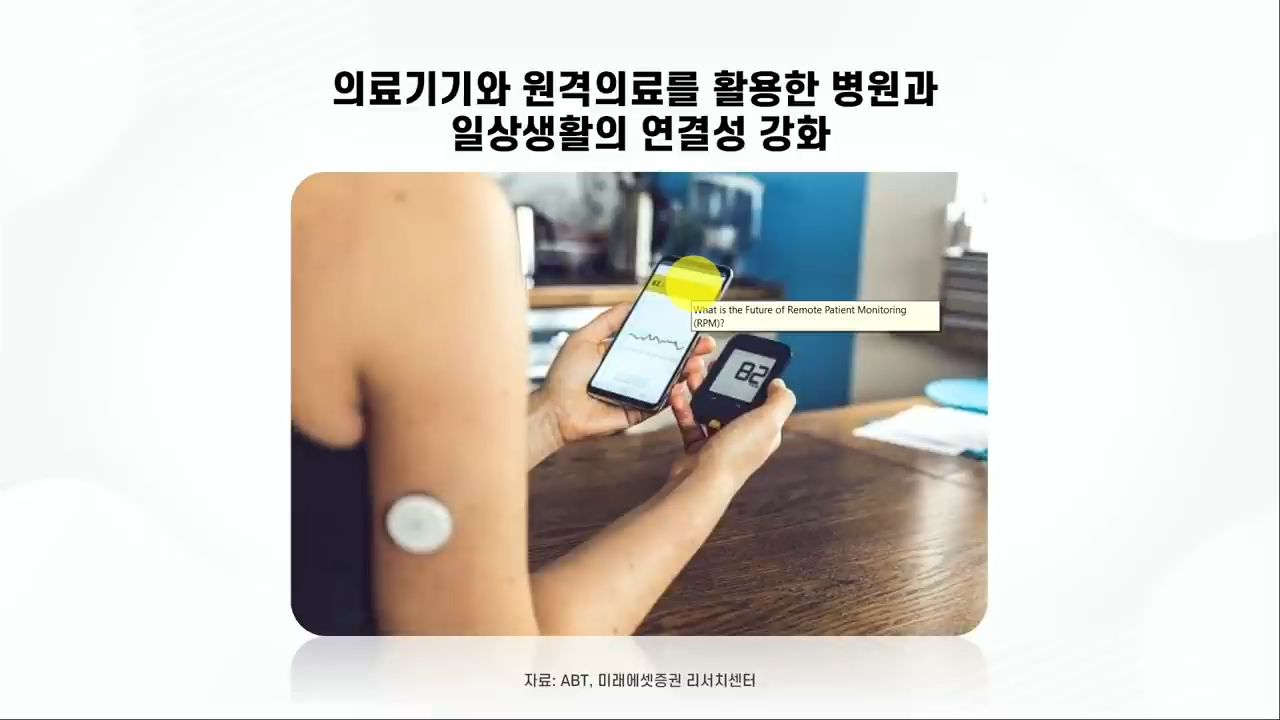 의료기기와 원격의료를 활용한 병원과
일상생활의 연결성 강화
What is the Future of Remote Patient Monitoring
(RPM)?
82
자료: ABT, 미래에셋증권 리서치센터